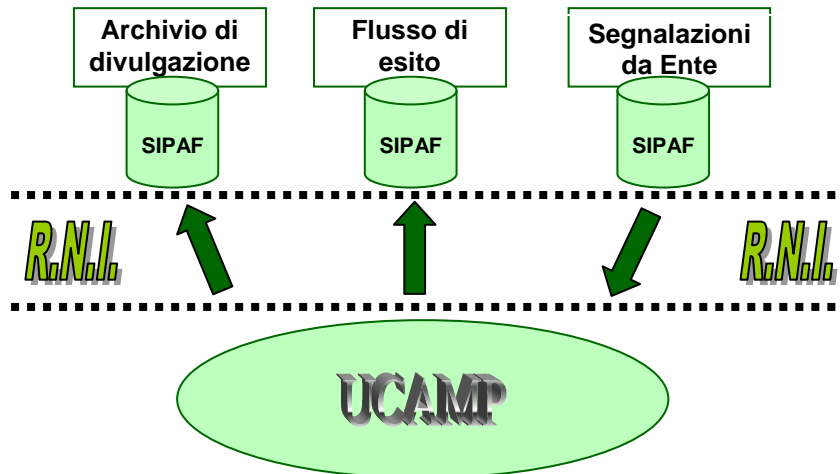 Archivio di
divulgazione
Flusso di
esito
Segnalazioni
da Ente
SIPAF
SIPAF
SIPAF
R.N.I.
R.N.I.
UCAMP